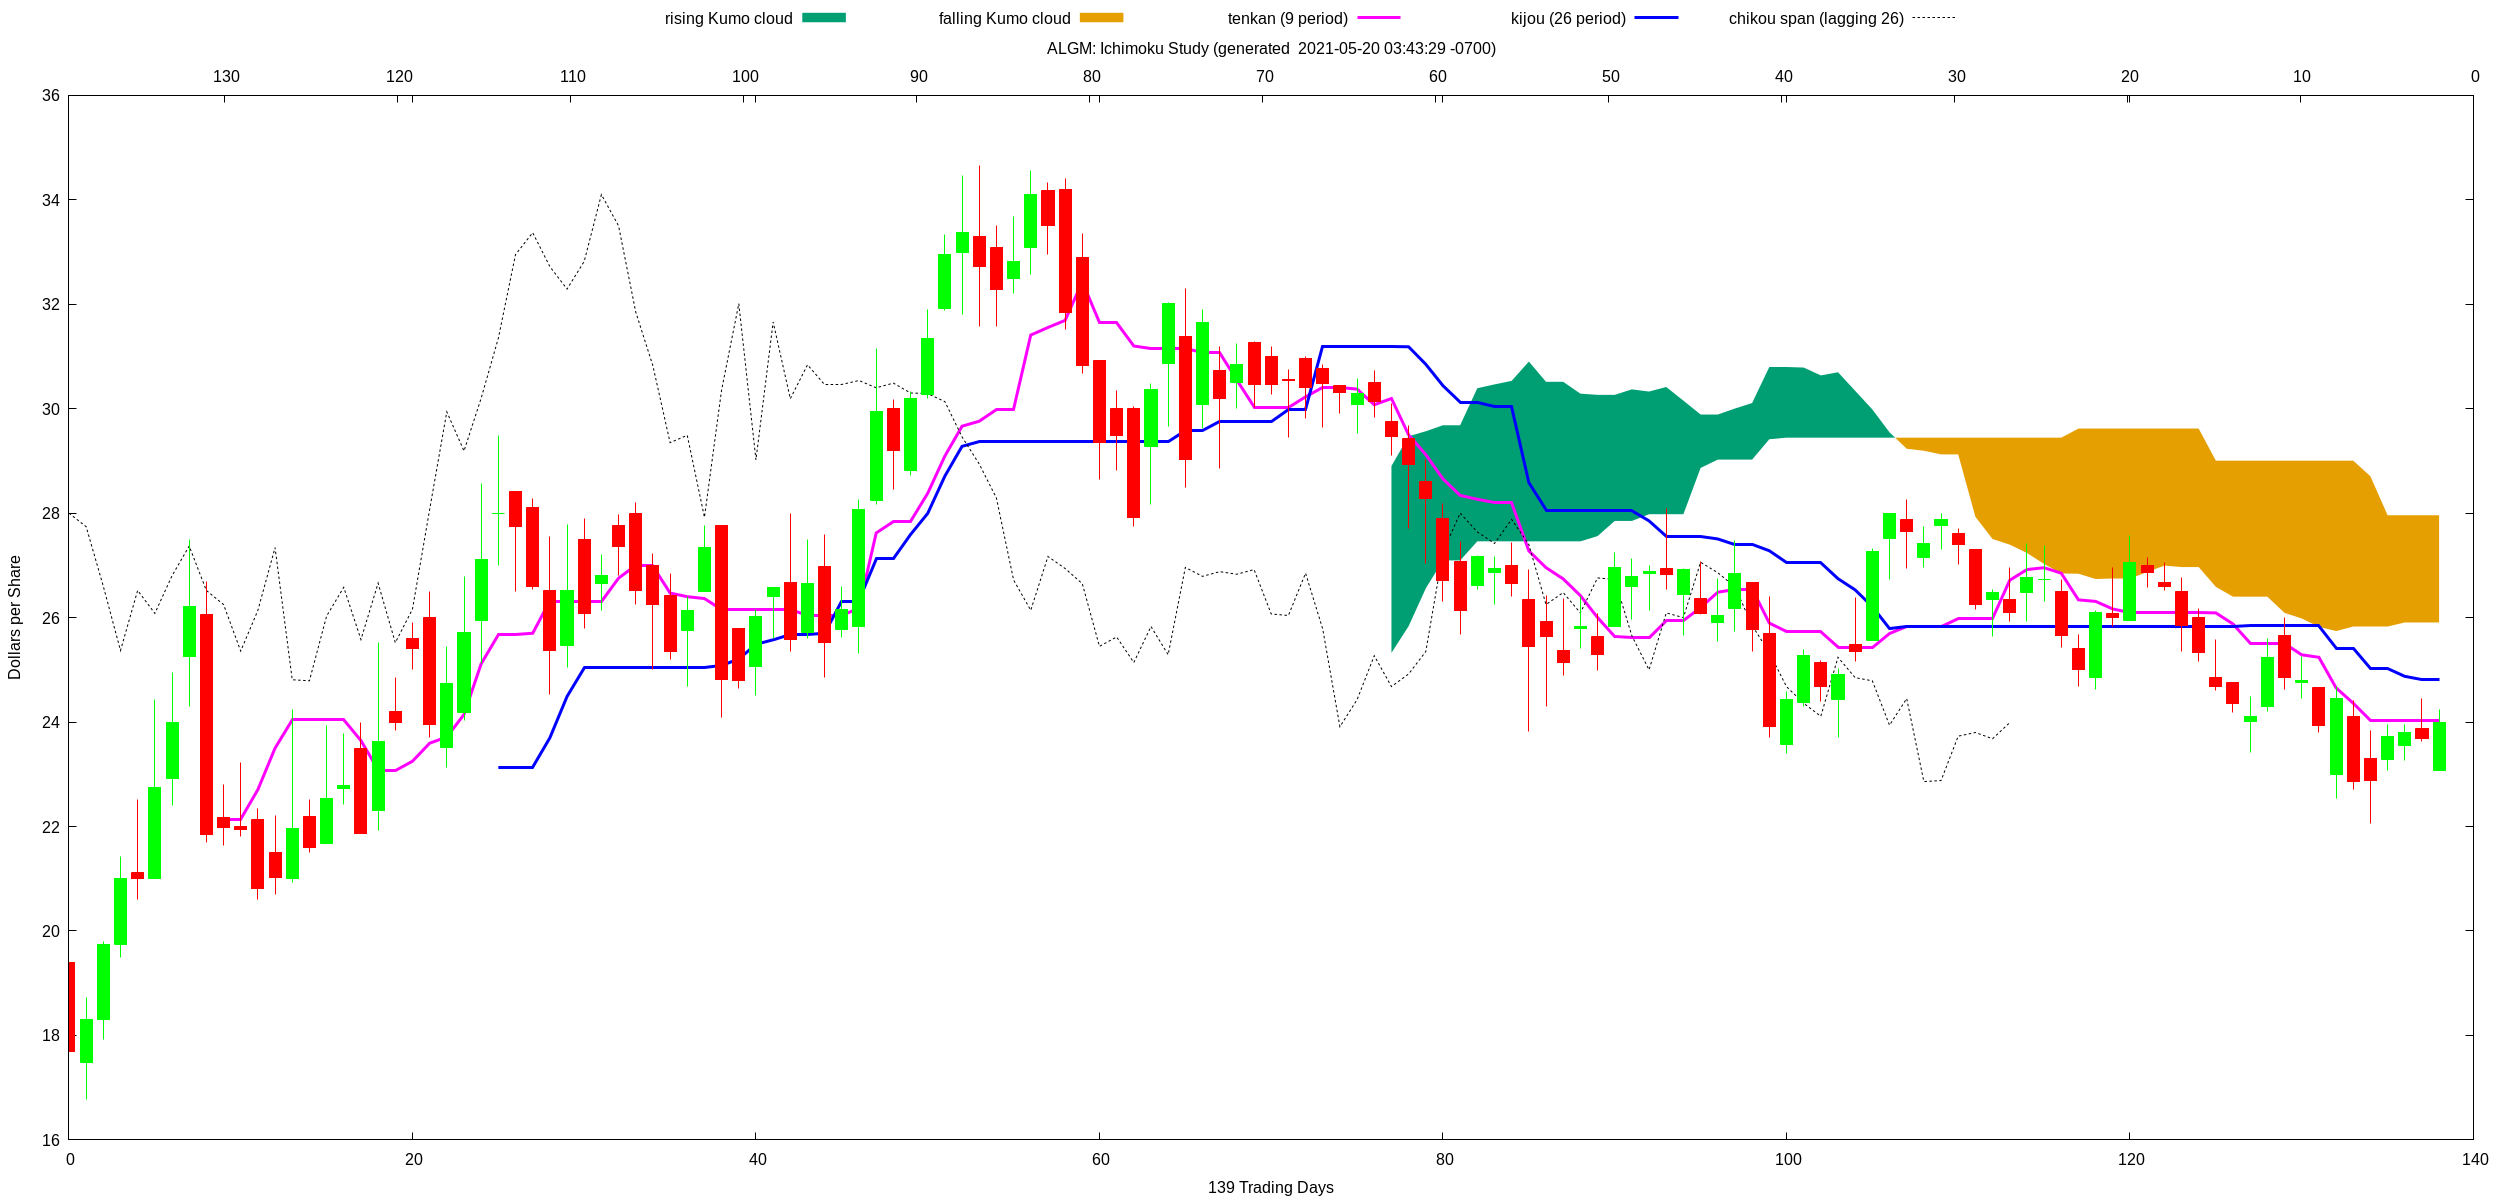 rising Kumo cloud falling Kumo cloud tenkan (9 period) kijou (26 period) chikou span (lagging 26)
ALGM: Ichimoku Study (generated  2021-05-20 03:43:29 -0700)
130 120 110 100 90 80 70 60 50 40 30 20 10 0
36
34
32
30
28
26
24
22
20
18
16
Dollars per Share
0 20 40 60 80 100 120 140
139 Trading Days